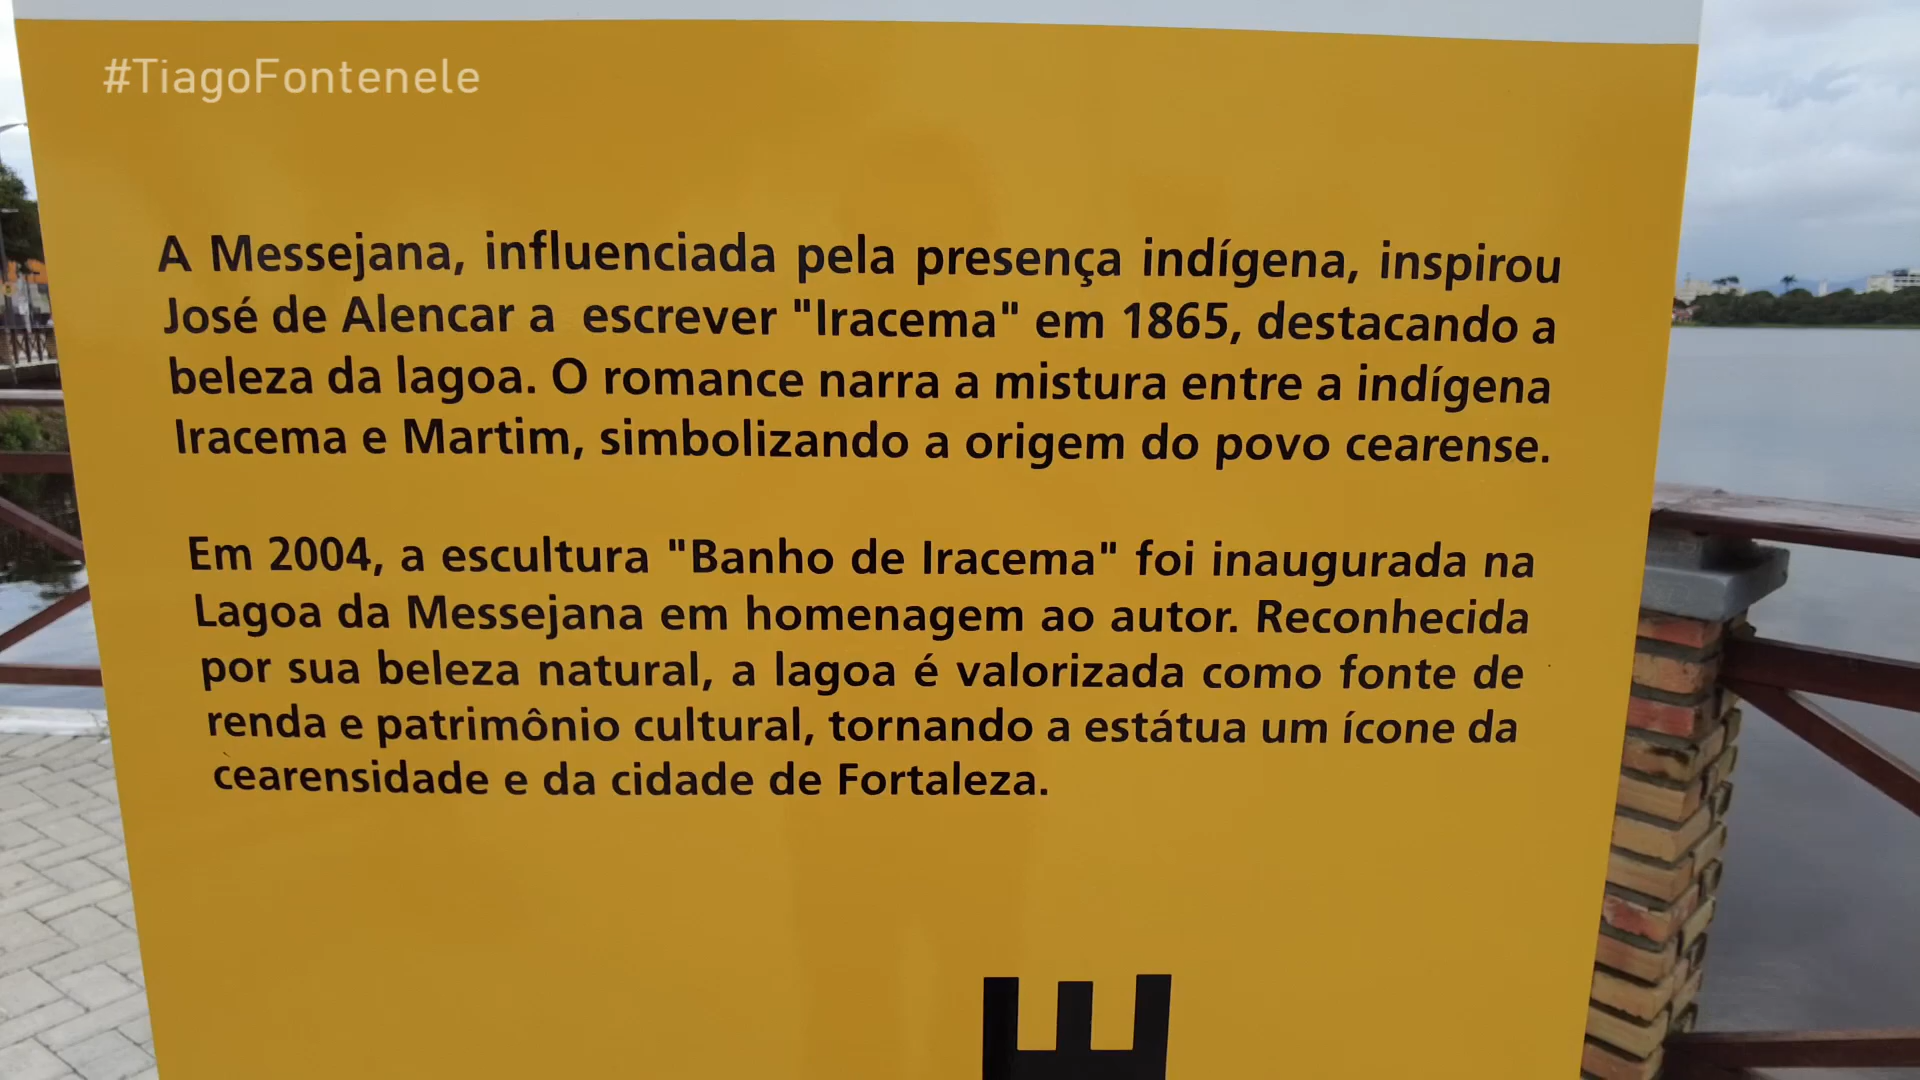 #TiagoFontenele
A Messejana, influenciada pela presença indígena, inspirou
José de Alencar a escrever "Iracema" em 1865, destacando a
beleza da lagoa. O romance narra a mistura entre a indígena
Iracema e Martim, simbolizando a origem do povo cearense.
Em 2004, a escultura "Banho de Iracema" foi inaugurada na
Lagoa da Messejana em homenagem ao autor. Reconhecida
por sua beleza natural, a lagoa é valorizada como fonte de
renda e patrimônio cultural, tornando a estátua um ícone da
cearensidade e da cidade de Fortaleza.